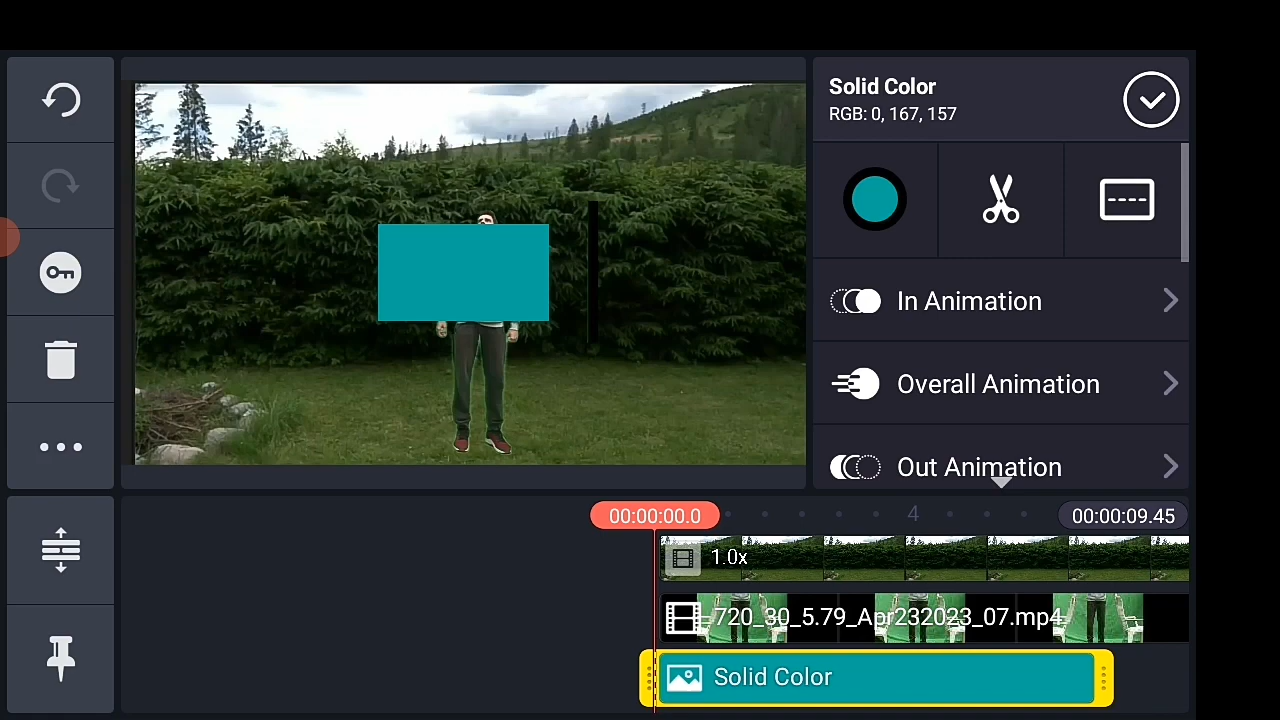 Solid Color
RGB: 0, 167, 157
In Animation
Overall Animation
Out Animation
00:00:00.0
4
00:00:09.45
1.0x
720_30_5.79_Apr232023_07.mp4
Solid Color